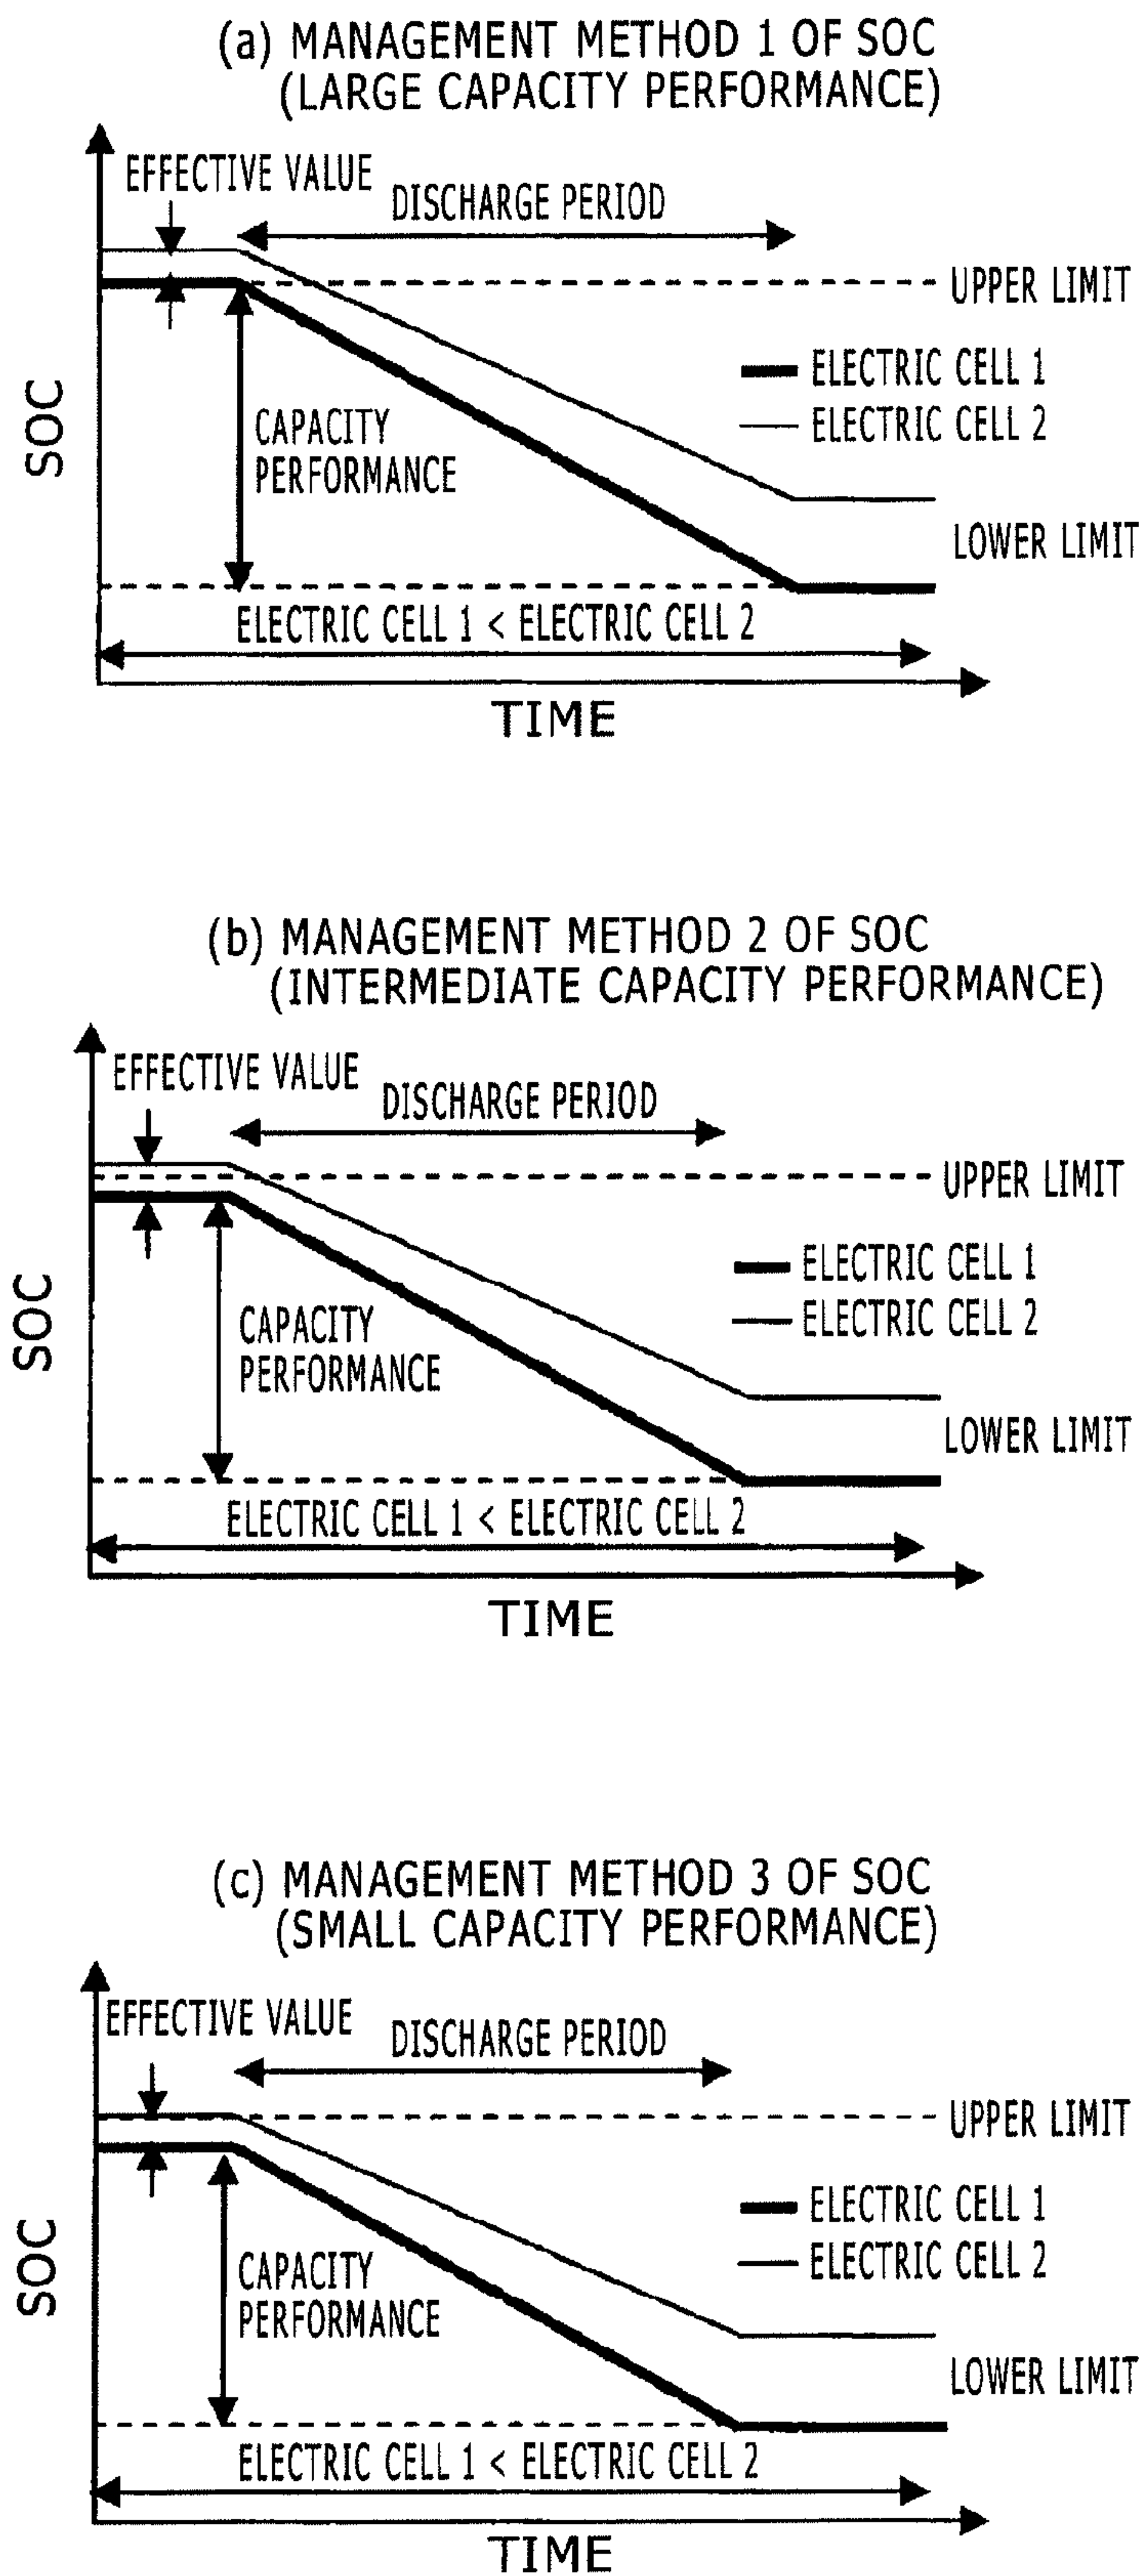 (a) MANAGEMENT METHOD 1 OF SOC
(LARGE CAPACITY PERFORMANCE)
EFFECTIVE VALUE
DISCHARGE PERIOD
UPPER LIMIT
ELECTRIC CELL 1
ELECTRIC CELL 2
SOC
CAPACITY
PERFORMANCE
LOWER LIMIT
ELECTRIC CELL 1 < ELECTRIC CELL 2
TIME
(b) MANAGEMENT METHOD 2 OF SOC
(INTERMEDIATE CAPACITY PERFORMANCE)
EFFECTIVE VALUE
DISCHARGE PERIOD
UPPER LIMIT
ELECTRIC CELL 1
ELECTRIC CELL 2
SOC
CAPACITY
PERFORMANCE
LOWER LIMIT
ELECTRIC CELL 1 < ELECTRIC CELL 2
TIME
(c) MANAGEMENT METHOD 3 OF SOC
(SMALL CAPACITY PERFORMANCE)
EFFECTIVE VALUE
DISCHARGE PERIOD
UPPER LIMIT
ELECTRIC CELL 1
ELECTRIC CELL 2
SOC
CAPACITY
PERFORMANCE
LOWER LIMIT
ELECTRIC CELL 1 < ELECTRIC CELL 2
TIME